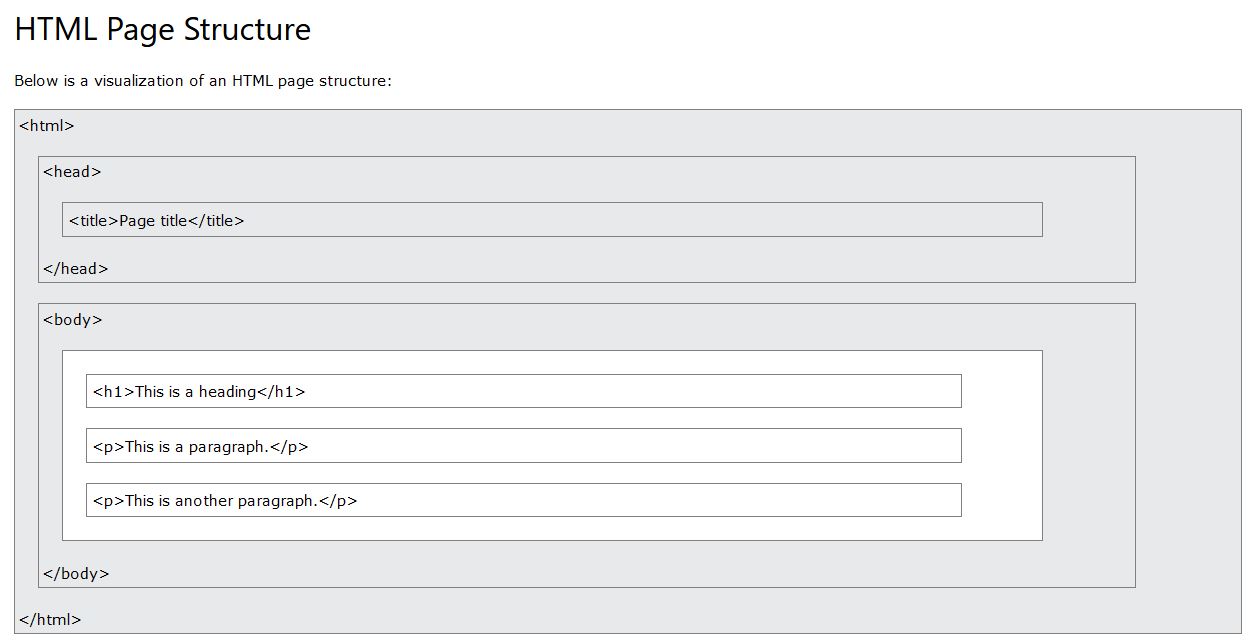 HTML Page Structure
Below is a visualization of an HTML page structure:
<html>
<head>
<title>Page title</title>
</head>
<body>
<h1>This is a heading</h1>
<p>This is a paragraph.</p>
<p>This is another paragraph.</p>
</body>
</html>